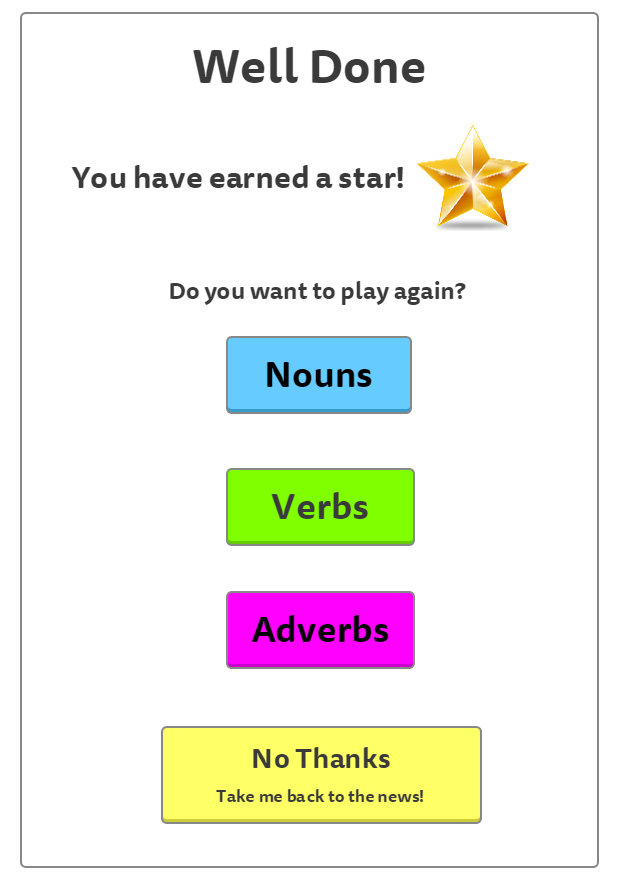 Well Done
You have earned a star!
Do you want to play again?
Nouns
Verbs
Adverbs
No Thanks
Take me back to the news!